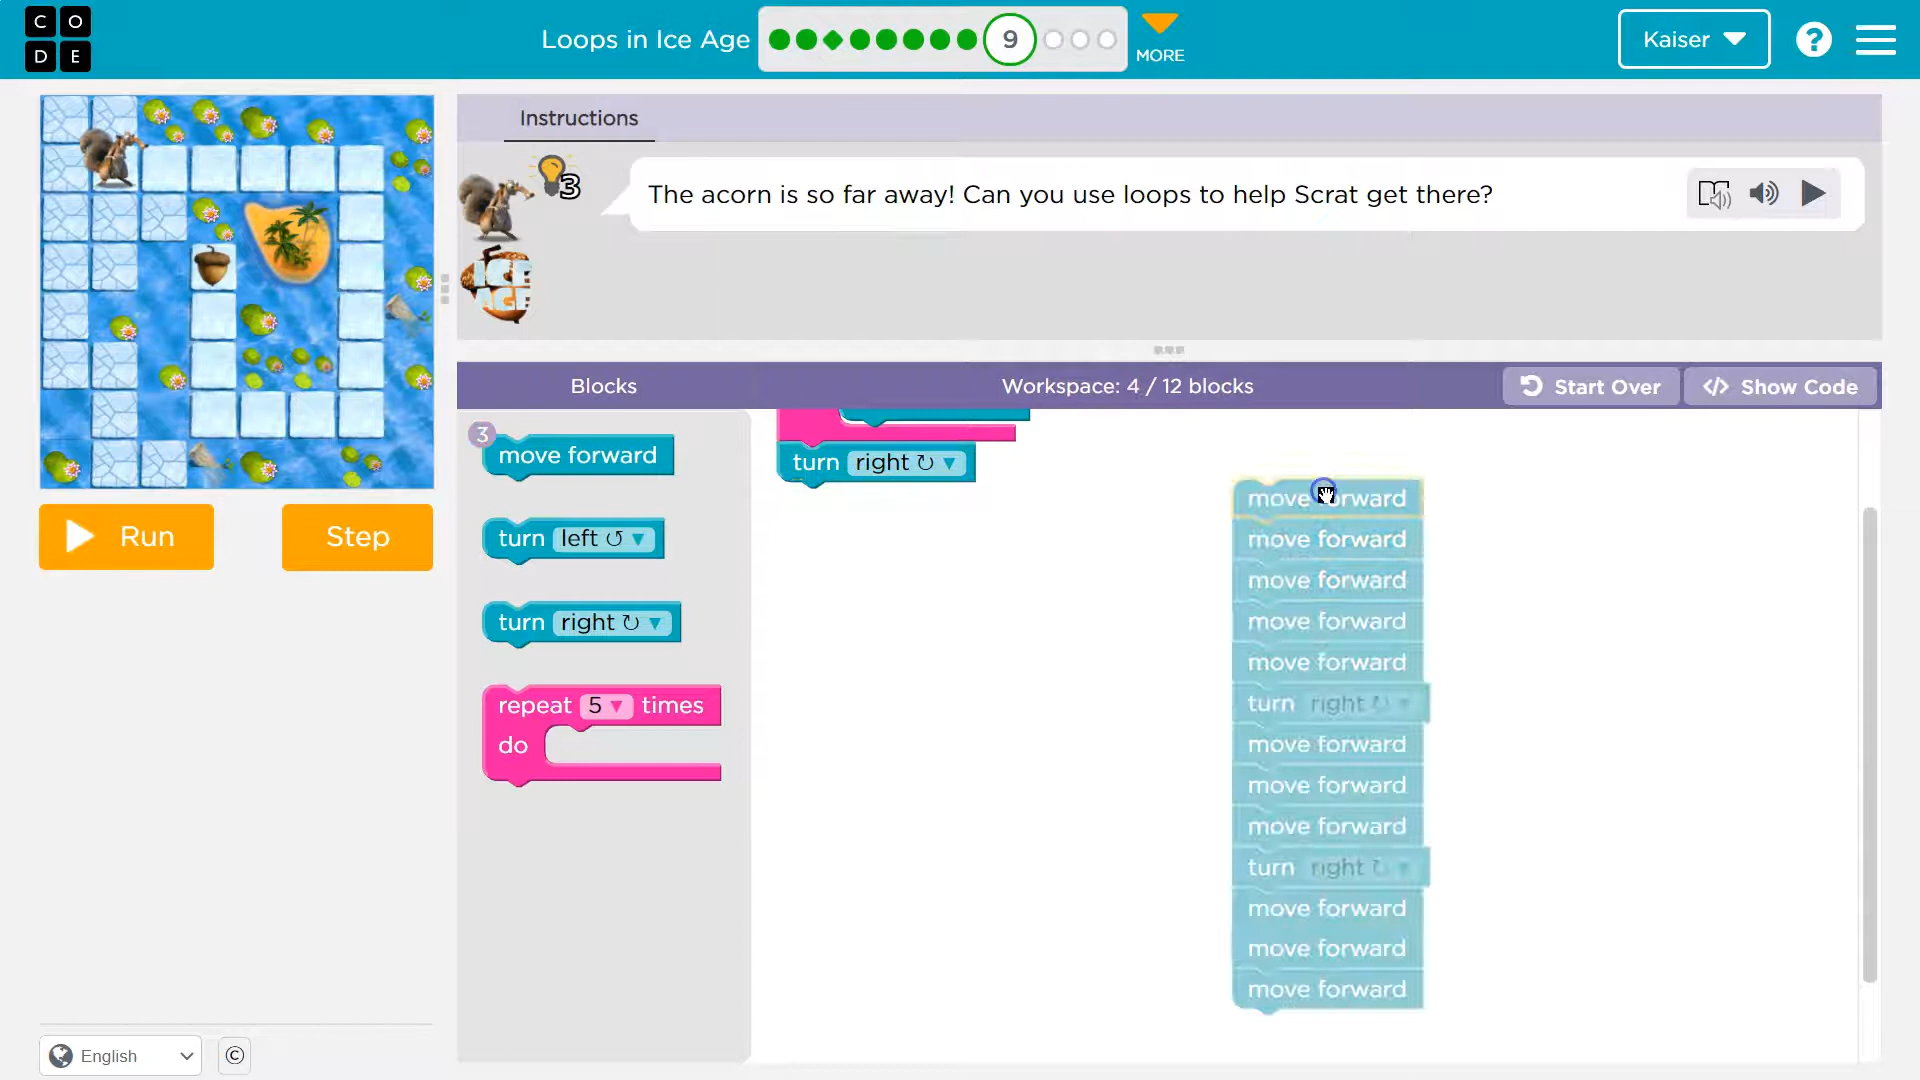 C O
D E
Loops in Ice Age
9
MORE
Kaiser
?
Instructions
3
The acorn is so far away! Can you use loops to help Scrat get there?
ICE
AGE
Run
Step
Blocks
Workspace: 4 / 12 blocks
Start Over
</> Show Code
3
move forward
turn left ↺ ▼
turn right ↻ ▼
repeat 5 ▼ times
do
turn right ↻ ▼
move forward
move forward
move forward
move forward
move forward
turn right ↻ ▼
move forward
move forward
move forward
turn right ↻ ▼
move forward
move forward
move forward
English
©